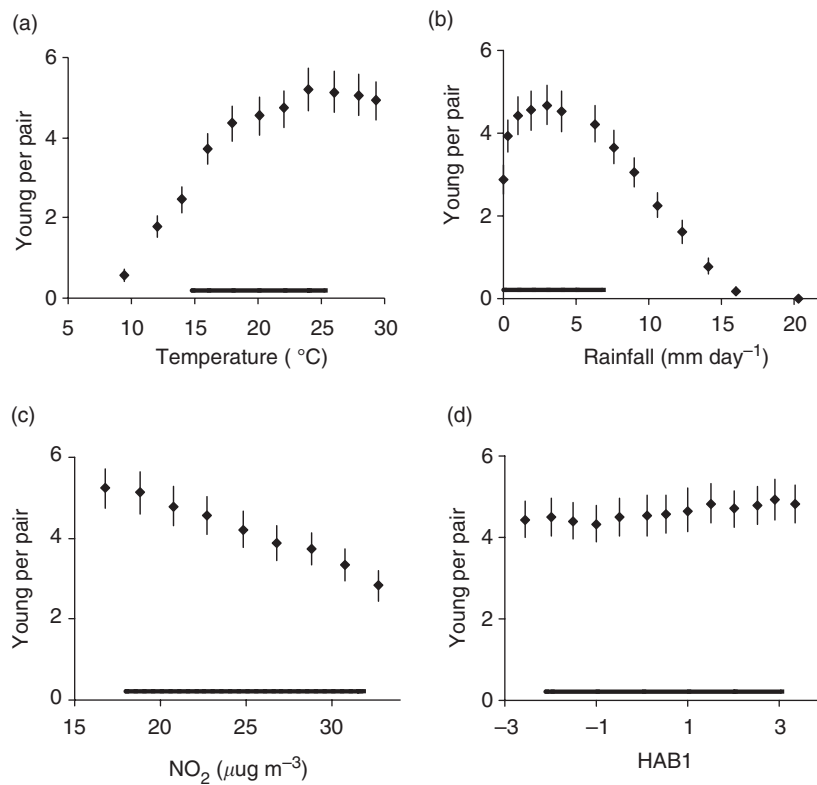 (a)
6
4
2
0
Young per pair
5 10 15 20 25 30
Temperature ( °C)
(b)
6
4
2
0
Young per pair
0 5 10 15 20
Rainfall (mm day⁻¹)
(c)
6
4
2
0
Young per pair
15 20 25 30
NO₂ (μug m⁻³)
(d)
6
4
2
0
Young per pair
−3 −1 1 3
HAB1